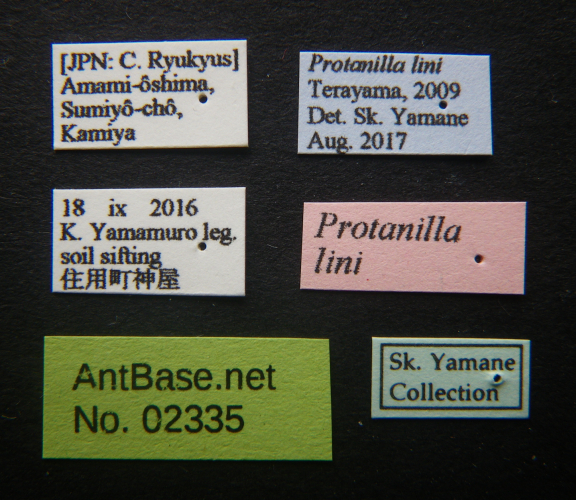 [JPN: C. Ryukyus]
Amami-ôshima,
Sumiyô-chô,
Kamiya
Protanilla lini
Terayama, 2009
Det. Sk. Yamane
Aug. 2017
18 ix 2016
K. Yamamuro leg.
soil sifting
住用町神屋
Protanilla
lini
AntBase.net
No. 02335
Sk. Yamane
Collection